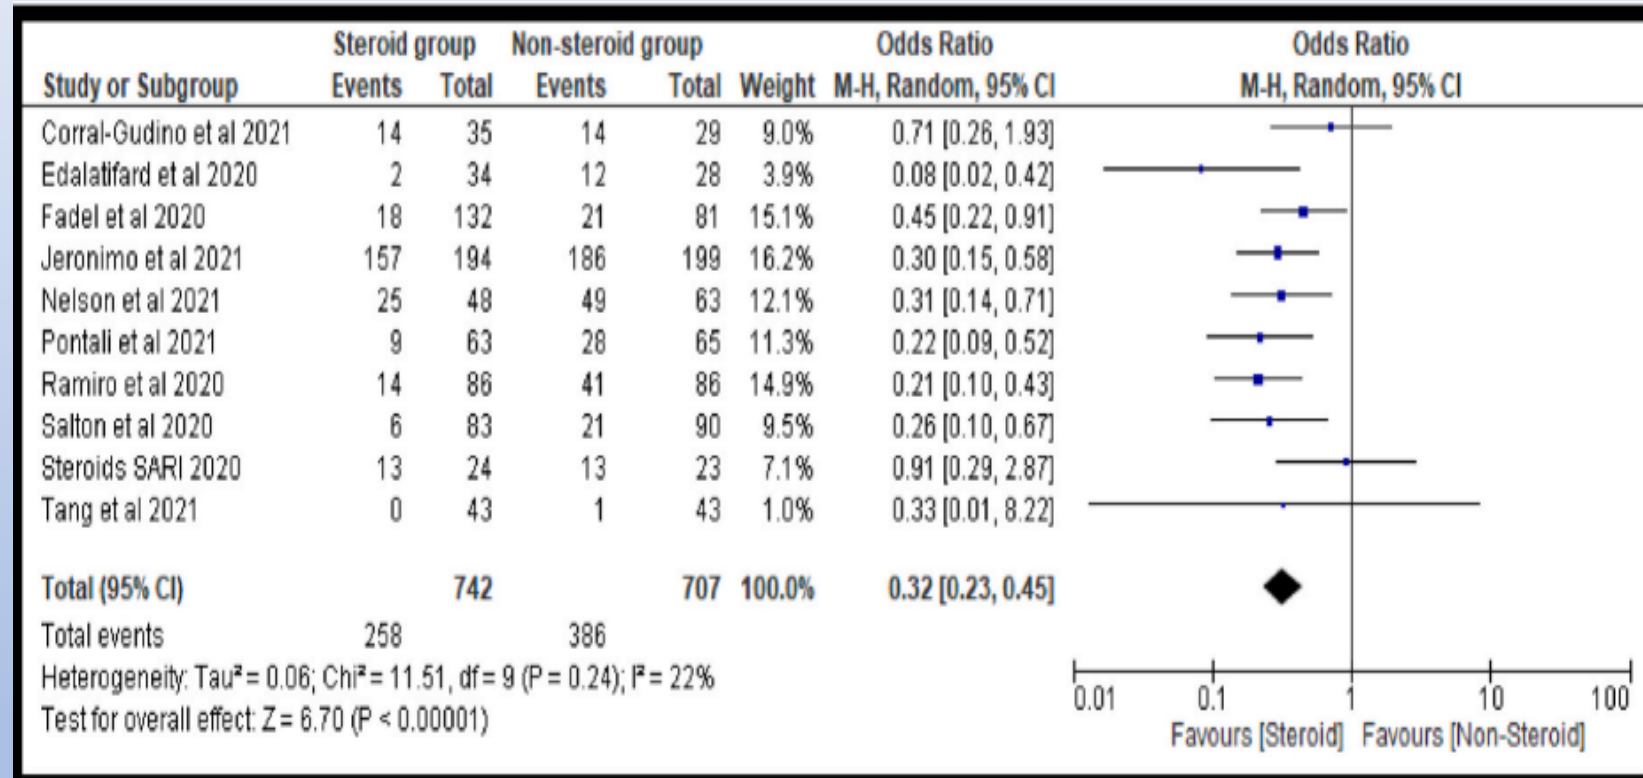 Steroid group Non-steroid group Odds Ratio Odds Ratio
Study or Subgroup Events Total Events Total Weight M-H, Random, 95% CI M-H, Random, 95% CI
Corral-Gudino et al 2021 14 35 14 29 9.0% 0.71 [0.26, 1.93]
Edalatifard et al 2020 2 34 12 28 3.9% 0.08 [0.02, 0.42]
Fadel et al 2020 18 132 21 81 15.1% 0.45 [0.22, 0.91]
Jeronimo et al 2021 157 194 186 199 16.2% 0.30 [0.15, 0.58]
Nelson et al 2021 25 48 49 63 12.1% 0.31 [0.14, 0.71]
Pontali et al 2021 9 63 28 65 11.3% 0.22 [0.09, 0.52]
Ramiro et al 2020 14 86 41 86 14.9% 0.21 [0.10, 0.43]
Salton et al 2020 6 83 21 90 9.5% 0.26 [0.10, 0.67]
Steroids SARI 2020 13 24 13 23 7.1% 0.91 [0.29, 2.87]
Tang et al 2021 0 43 1 43 1.0% 0.33 [0.01, 8.22]
Total (95% CI) 742 707 100.0% 0.32 [0.23, 0.45]
Total events 258 386
Heterogeneity: Tau² = 0.06; Chi² = 11.51, df = 9 (P = 0.24); I² = 22%
Test for overall effect: Z = 6.70 (P < 0.00001)
0.01 0.1 1 10 100
Favours [Steroid] Favours [Non-Steroid]